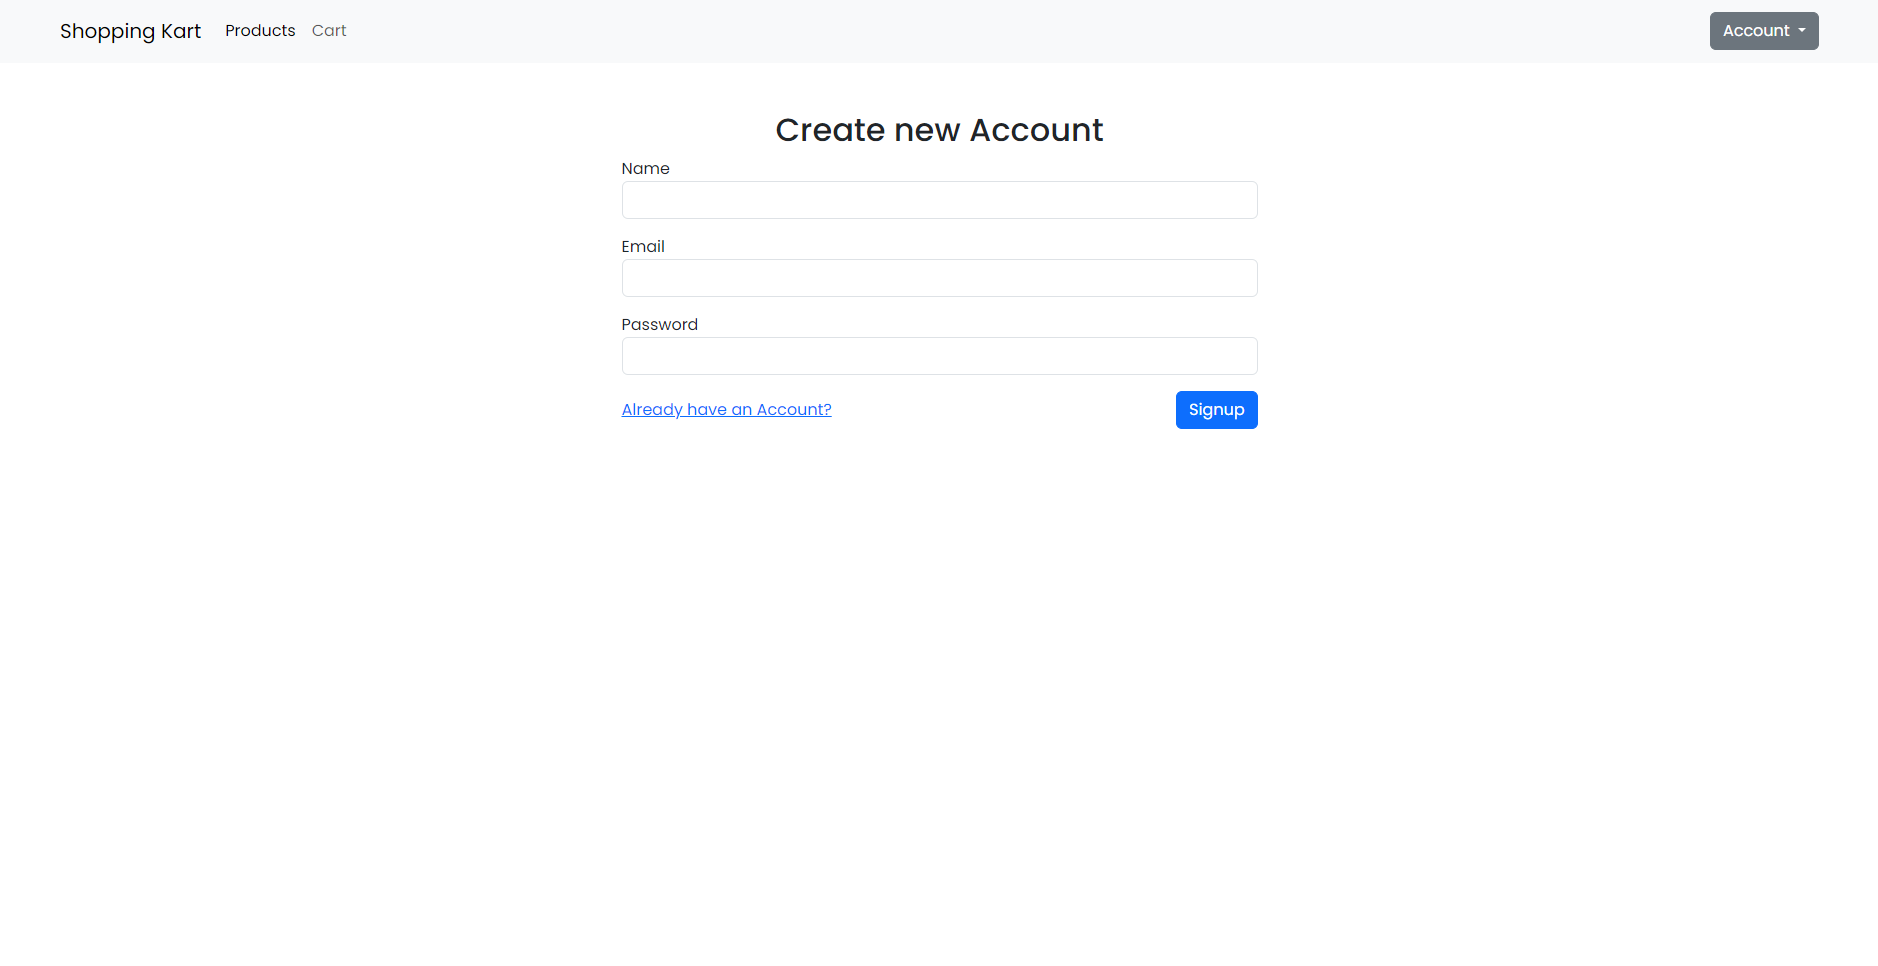 Shopping Kart Products Cart Account
Create new Account
Name
Email
Password
Already have an Account? Signup